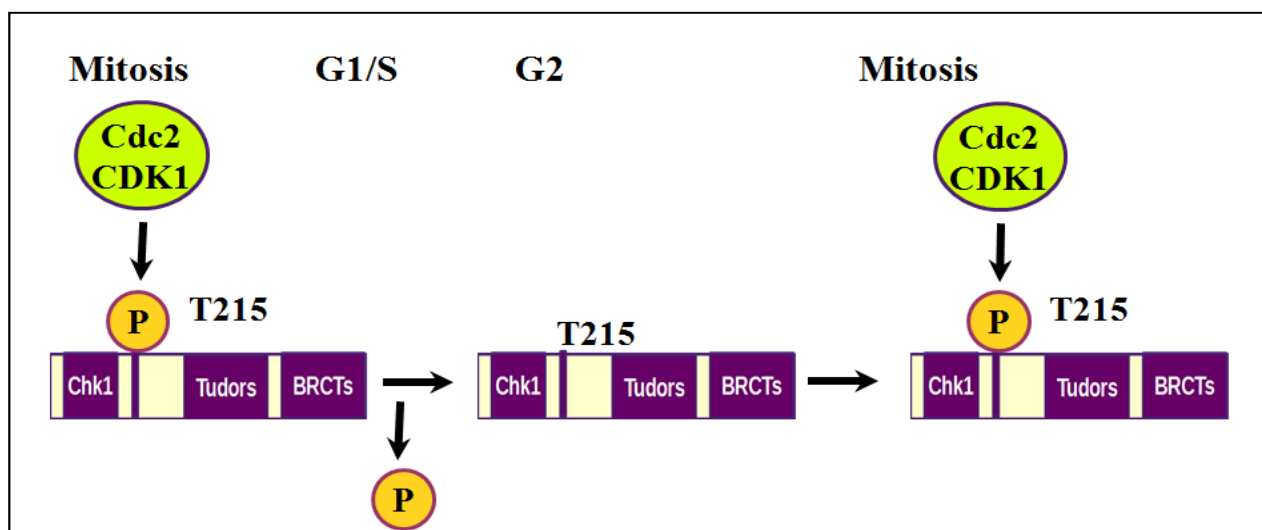 Mitosis G1/S G2 Mitosis
Cdc2
CDK1
Cdc2
CDK1
P T215
T215
P T215
Chk1 Tudors BRCTs
Chk1 Tudors BRCTs
Chk1 Tudors BRCTs
P